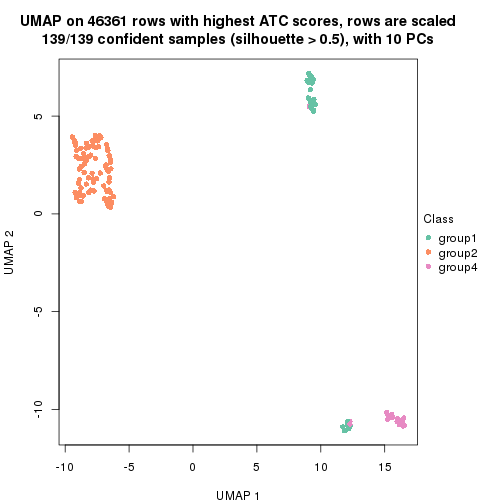 UMAP on 46361 rows with highest ATC scores, rows are scaled
139/139 confident samples (silhouette > 0.5), with 10 PCs
5
0
-5
-10
UMAP 2
-10
-5
0
5
10
15
UMAP 1
Class
group1
group2
group4